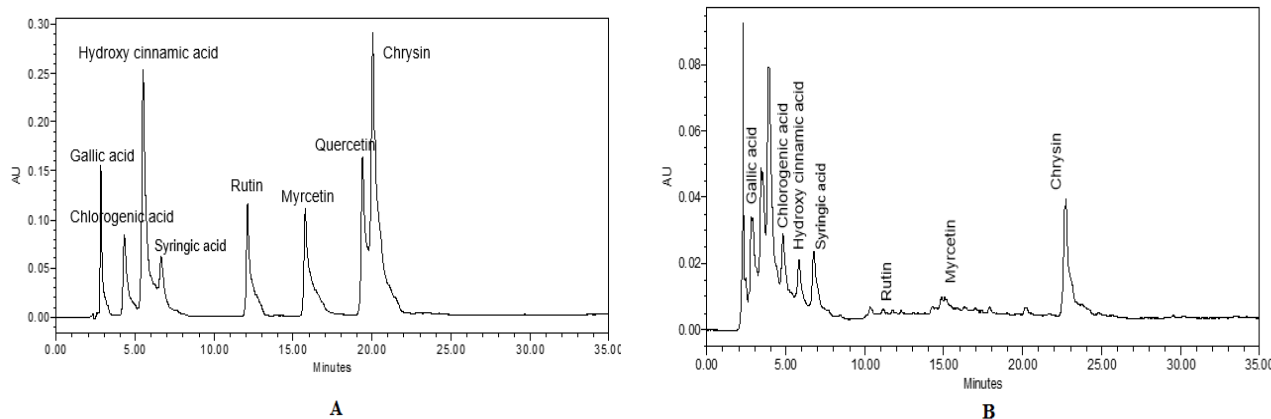 0.30
0.25
0.20
0.15
0.10
0.05
0.00
AU
Hydroxy cinnamic acid
Chrysin
Gallic acid
Quercetin
Rutin
Myrcetin
Chlorogenic acid
Syringic acid
0.00 5.00 10.00 15.00 20.00 25.00 30.00 35.00
Minutes
A
0.08
0.06
0.04
0.02
0.00
AU
Gallic acid
Chlorogenic acid
Hydroxy cinnamic acid
Syringic acid
Rutin
Myrcetin
Chrysin
0.00 5.00 10.00 15.00 20.00 25.00 30.00 35.00
Minutes
B